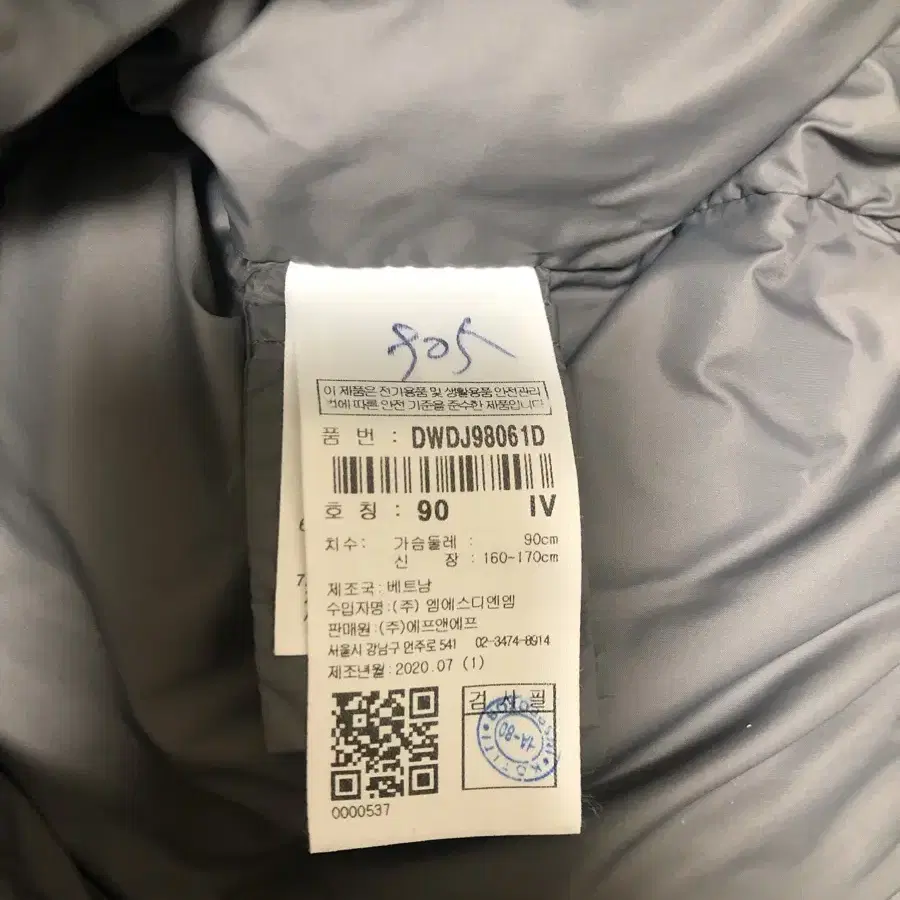 이 제품은 전기용품 및 생활용품 안전관리
법에 따른 안전 기준을 준수한 제품입니다
품 번 : DWDJ98061D
호 칭 : 90 IV
치수: 가슴둘레 : 90cm
신 장 : 160~170cm
제조국:베트남
수입자명:(주) 엠에스디엔엠
판매원:(주)에프앤에프
서울시 강남구 언주로 541 02-3474-8914
제조년월:2020.07 (1)
검 사 필
1A-80
KOTITI
0000537